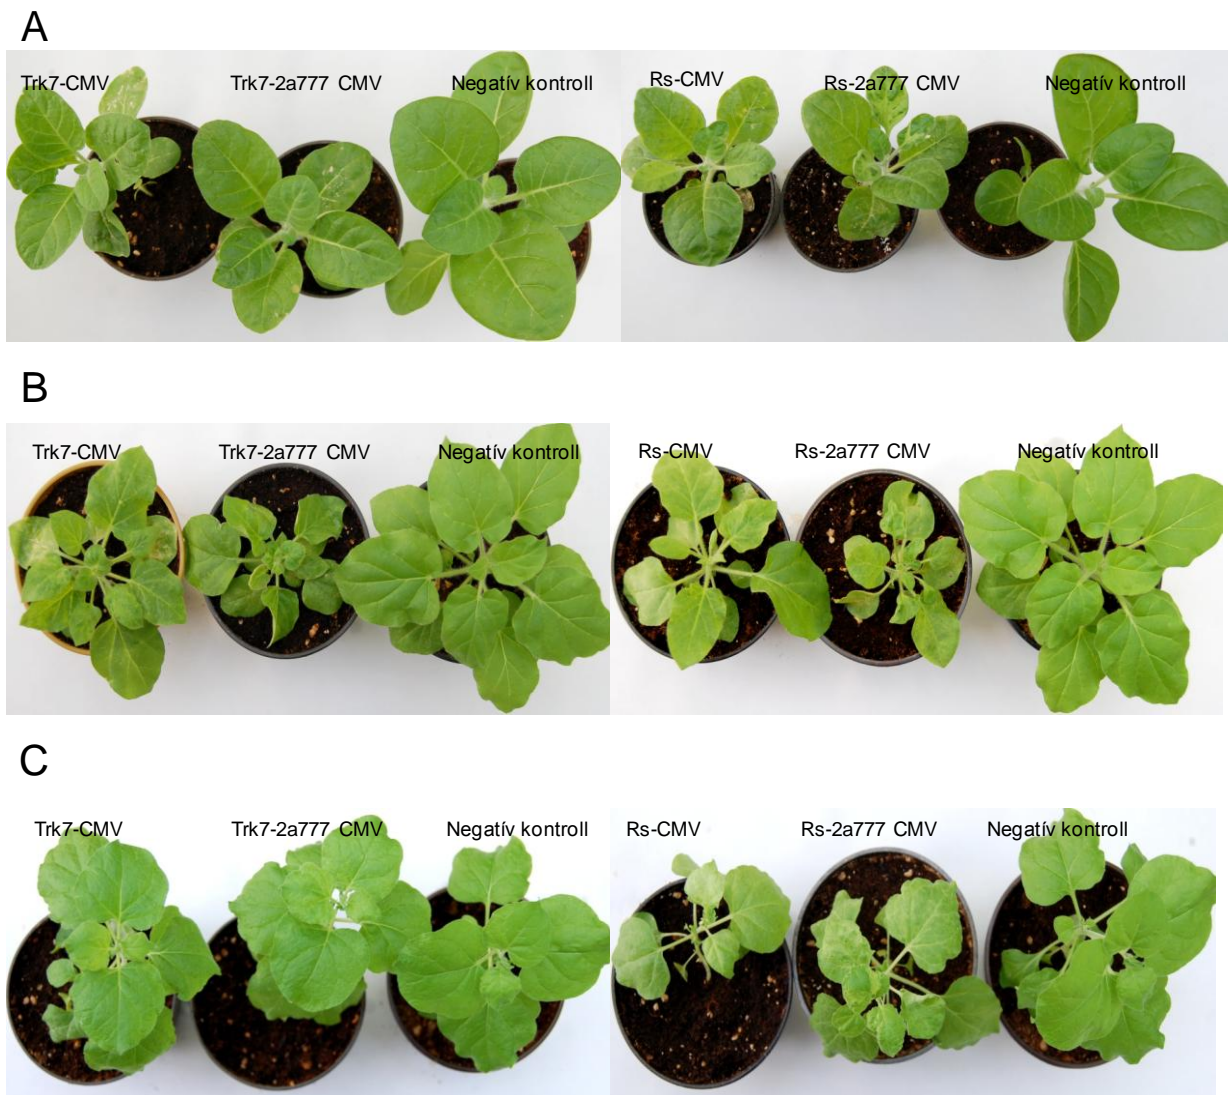 A
Trk7-CMV Trk7-2a777 CMV Negatív kontroll Rs-CMV Rs-2a777 CMV Negatív kontroll
B
Trk7-CMV Trk7-2a777 CMV Negatív kontroll Rs-CMV Rs-2a777 CMV Negatív kontroll
C
Trk7-CMV Trk7-2a777 CMV Negatív kontroll Rs-CMV Rs-2a777 CMV Negatív kontroll